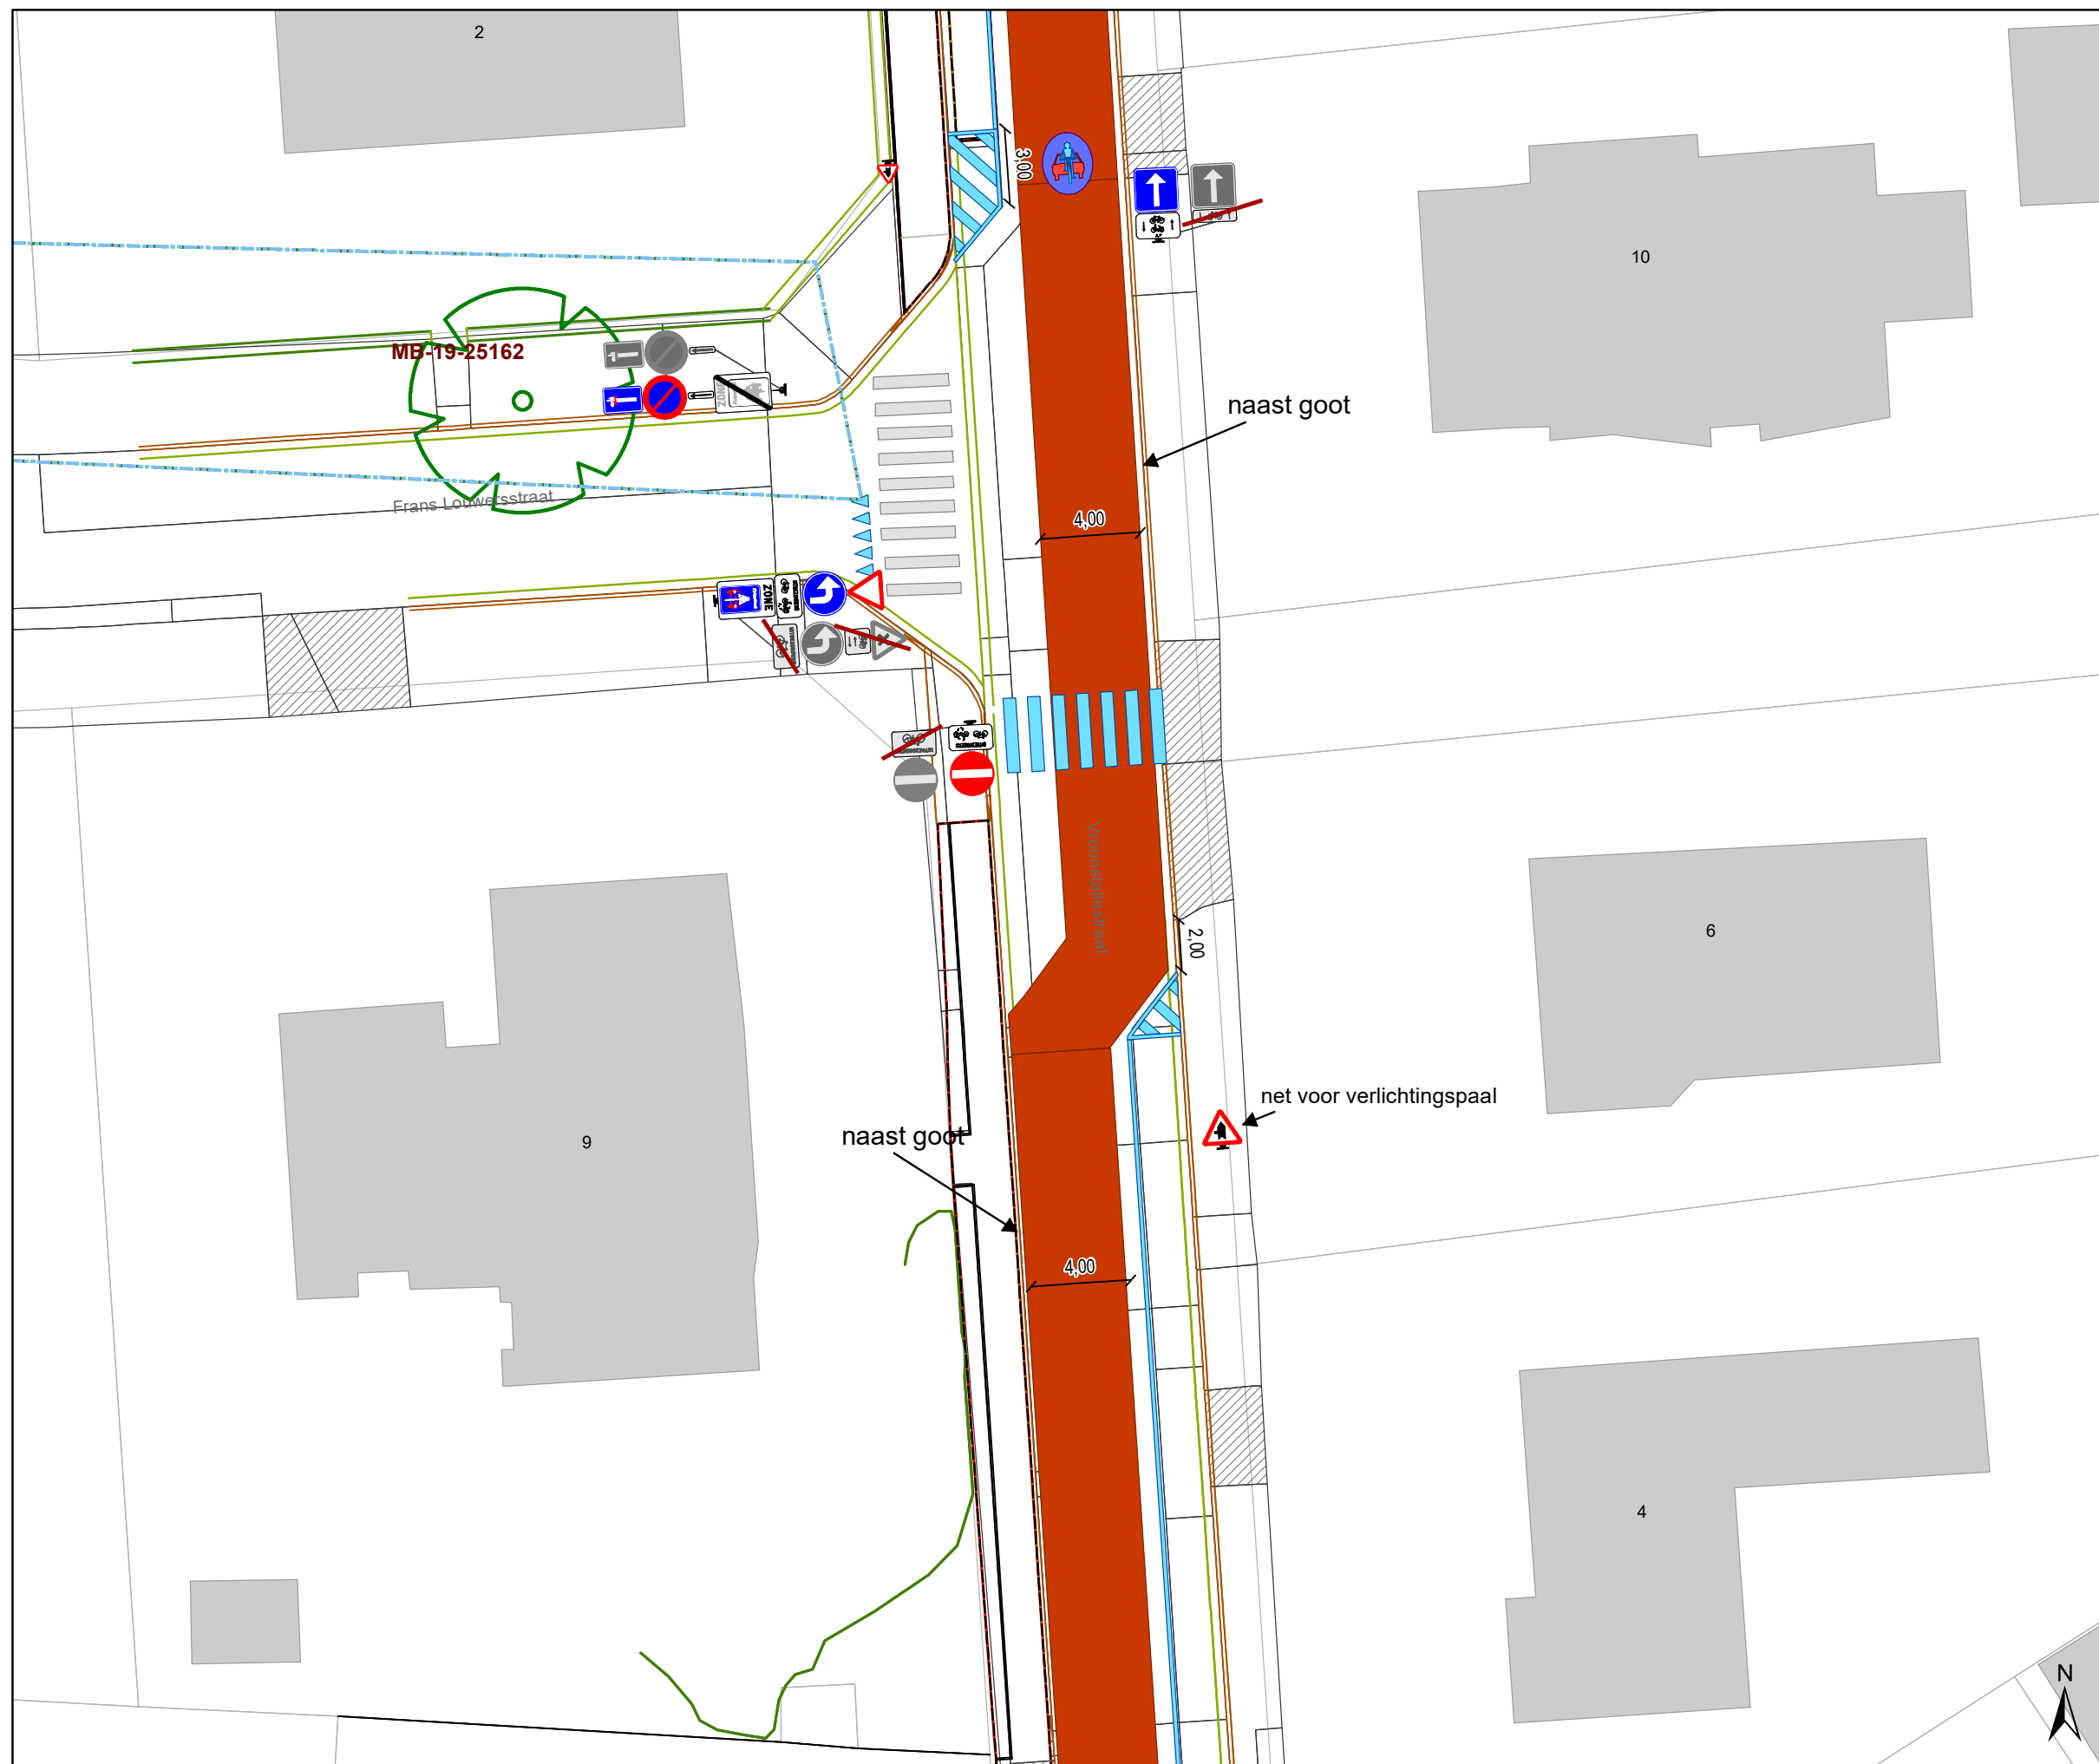 2
3,00
10
MB-19-25162
naast goot
Frans Louwersstraat
4,00
ZONE
ZONE
Vroonstallestraat
2,00
6
net voor verlichtingspaal
naast goot
9
4,00
4
N